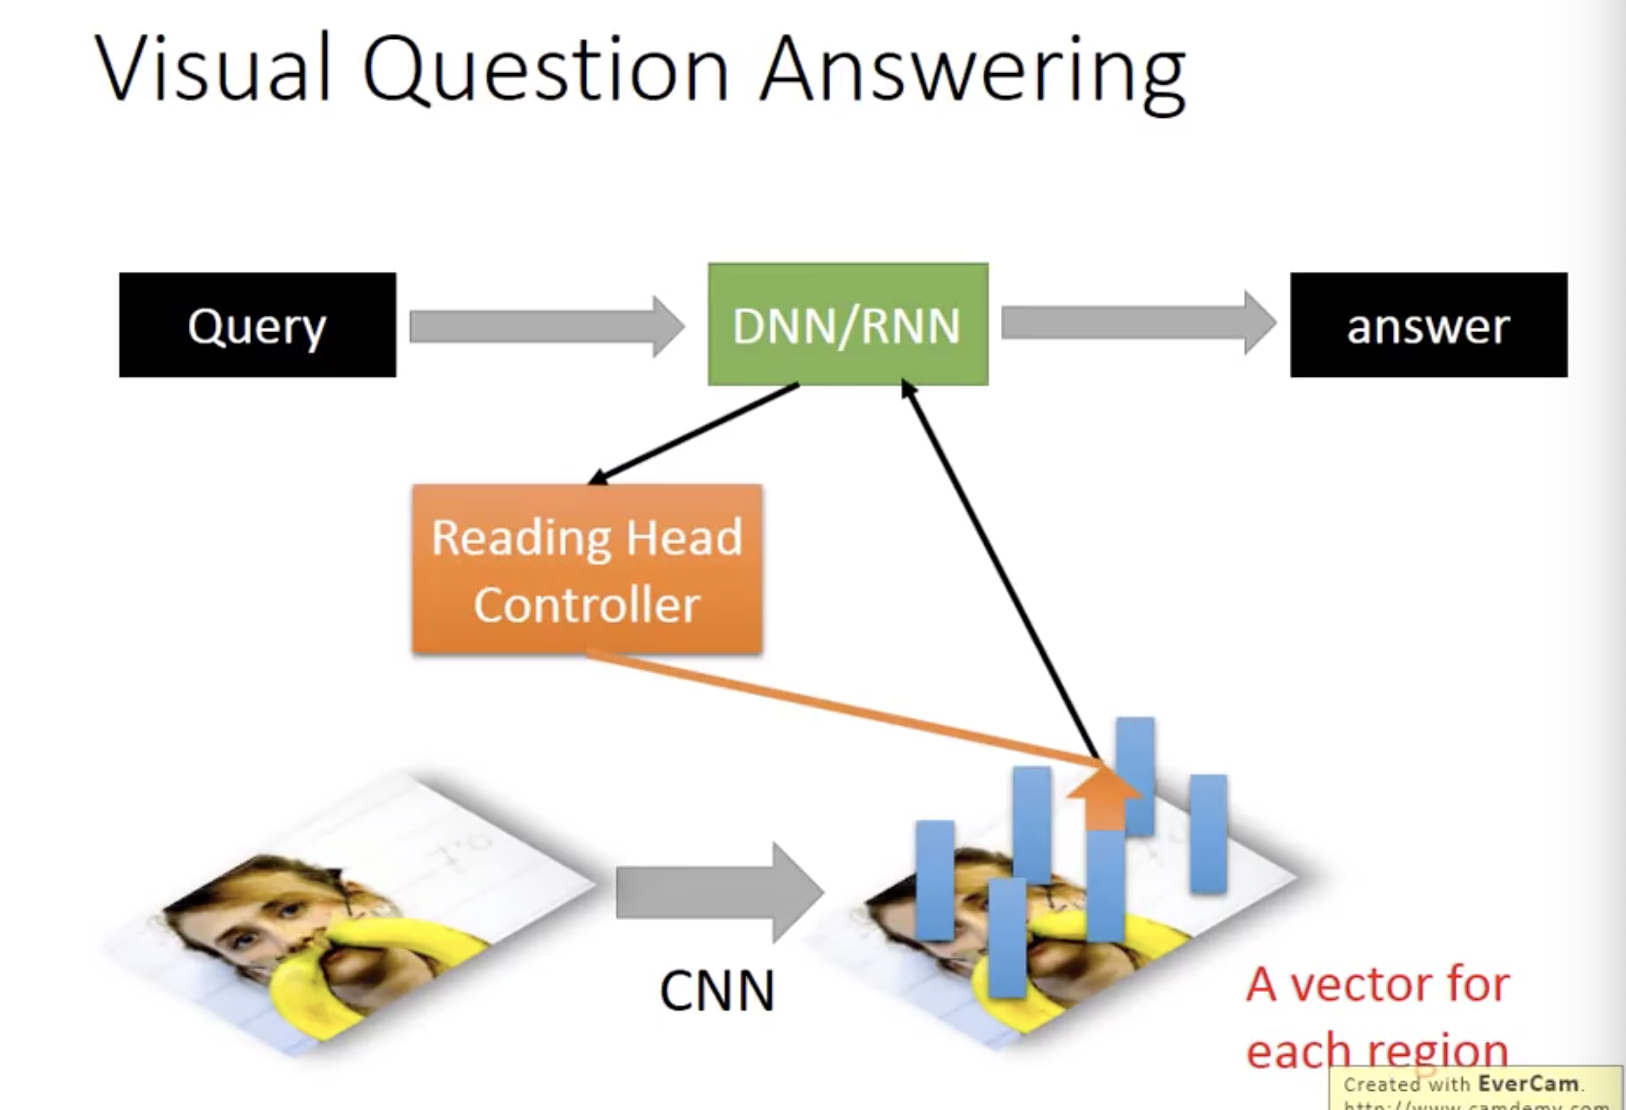 Visual Question Answering
Query
DNN/RNN
answer
Reading Head
Controller
CNN
A vector for
each region
Created with EverCam.
http://www.camdemy.com